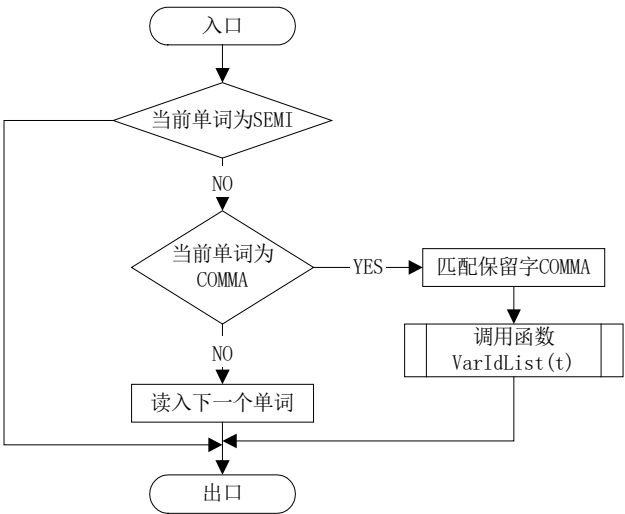 入口
当前单词为SEMI
NO
当前单词为
COMMA
YES
匹配保留字COMMA
调用函数
VarIdList(t)
NO
读入下一个单词
出口